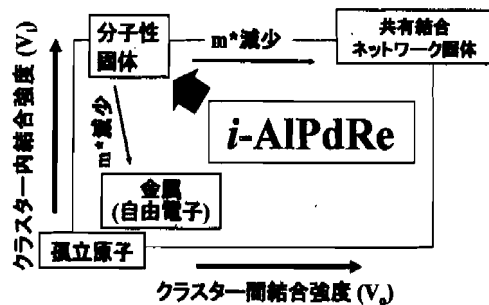 分子性
固体
m*減少
共有結合
ネットワーク固体
クラスター内結合強度 (Vᵢ)
m*減少
i-AlPdRe
金属
(自由電子)
孤立原子
クラスター間結合強度 (Vₒ)